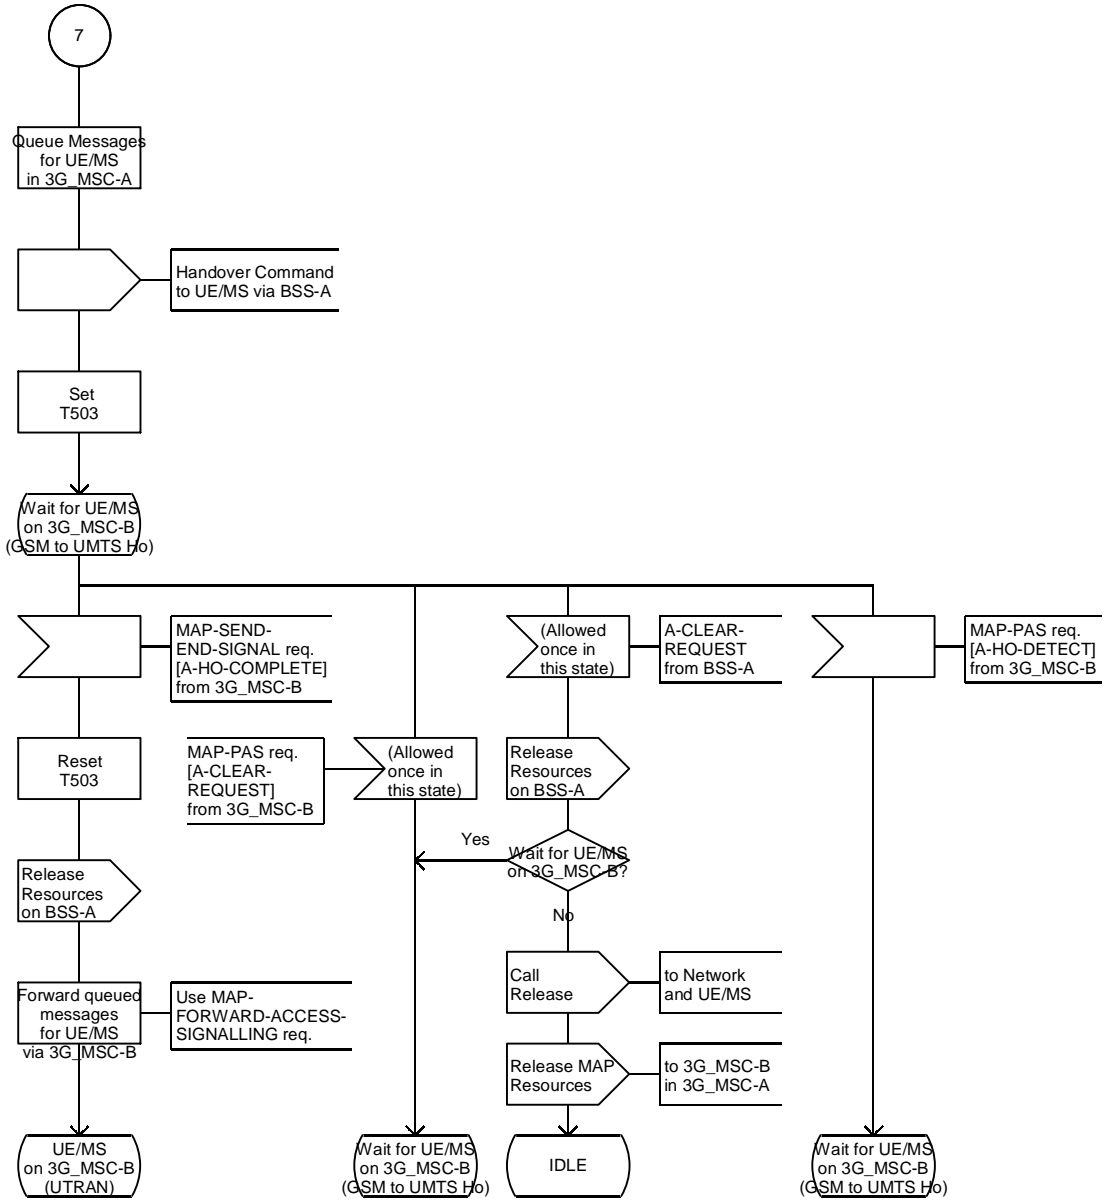 7
Queue Messages
for UE/MS
in 3G_MSC-A
Handover Command
to UE/MS via BSS-A
Set
T503
Wait for UE/MS
on 3G_MSC-B
(GSM to UMTS Ho)
MAP-SEND-
END-SIGNAL req.
[A-HO-COMPLETE]
from 3G_MSC-B
(Allowed
once in
this state)
A-CLEAR-
REQUEST
from BSS-A
MAP-PAS req.
[A-HO-DETECT]
from 3G_MSC-B
Reset
T503
MAP-PAS req.
[A-CLEAR-
REQUEST]
from 3G_MSC-B
(Allowed
once in
this state)
Release
Resources
on BSS-A
Yes
Wait for UE/MS
on 3G_MSC-B?
No
Release
Resources
on BSS-A
Call
Release
to Network
and UE/MS
Forward queued
messages
for UE/MS
via 3G_MSC-B
Use MAP-
FORWARD-ACCESS-
SIGNALLING req.
Release MAP
Resources
to 3G_MSC-B
in 3G_MSC-A
UE/MS
on 3G_MSC-B
(UTRAN)
Wait for UE/MS
on 3G_MSC-B
(GSM to UMTS Ho)
IDLE
Wait for UE/MS
on 3G_MSC-B
(GSM to UMTS Ho)